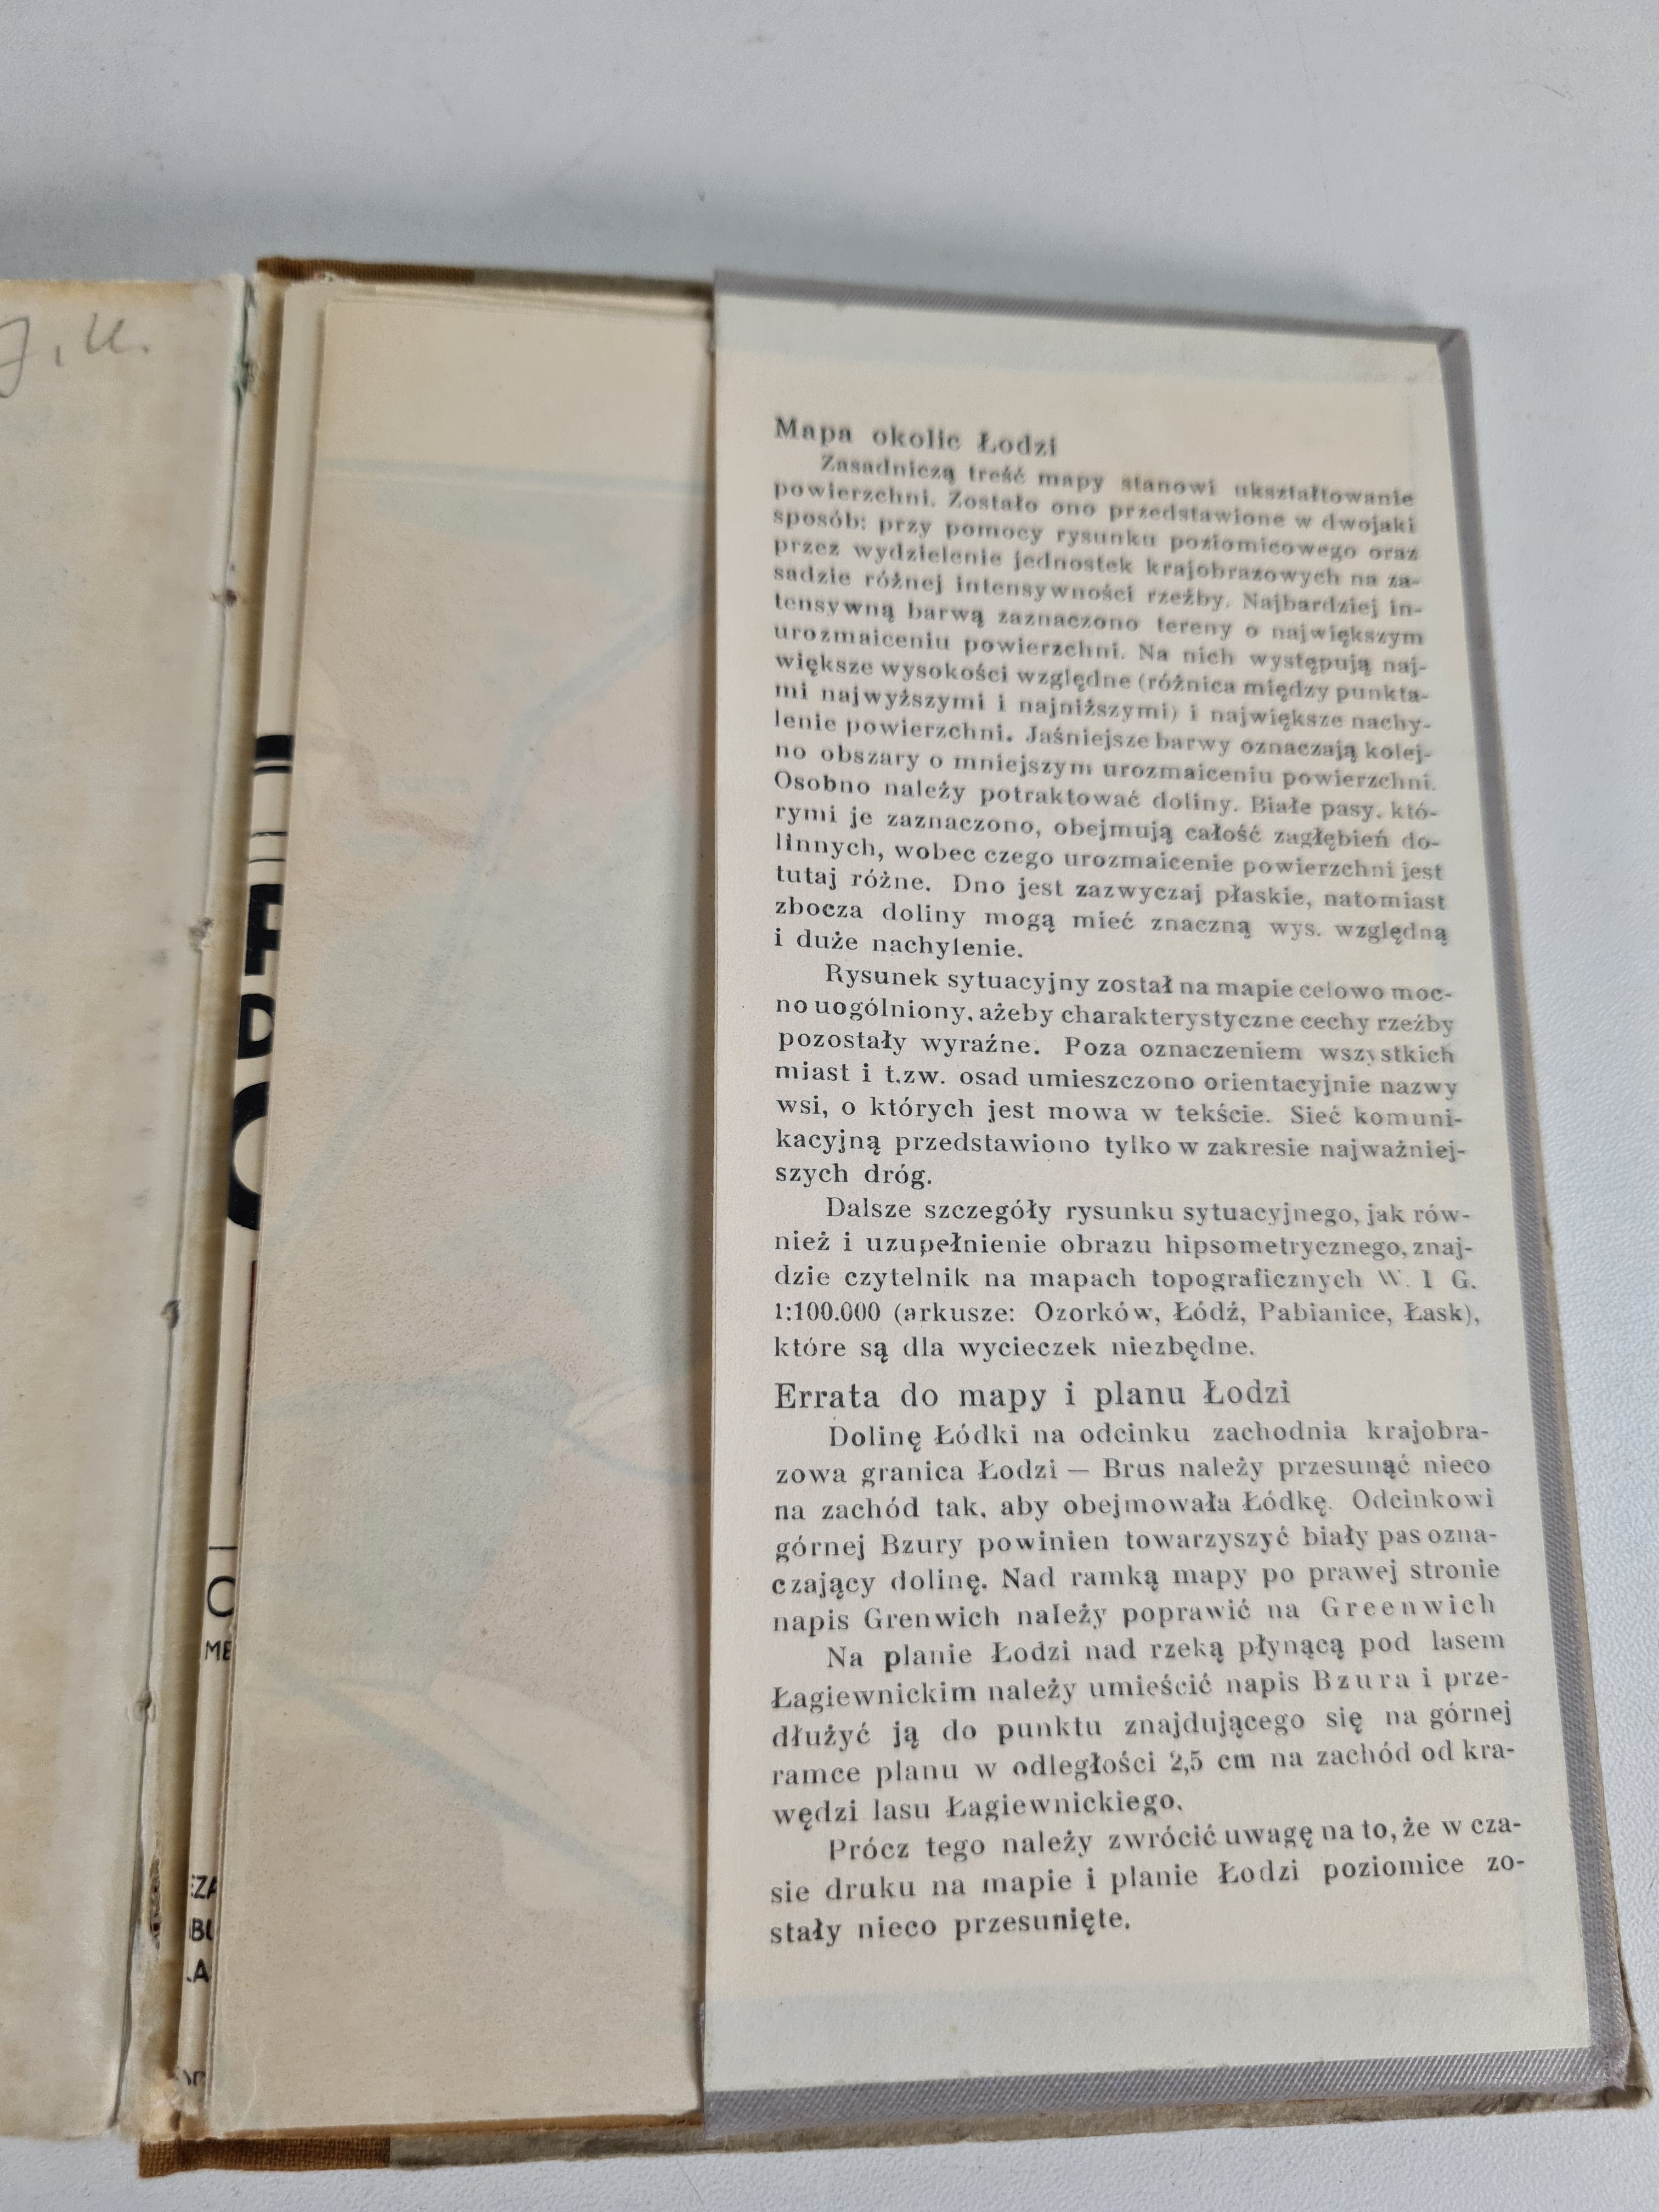 J. K.
Mapa okolic Łodzi
Zasadniczą treść mapy stanowi ukształtowanie
powierzchni. Zostało ono przedstawione w dwojaki
sposób: przy pomocy rysunku poziomicowego oraz
przez wydzielenie jednostek krajobrazowych na za-
sadzie różnej intensywności rzeźby. Najbardziej in-
tensywną barwą zaznaczono tereny o największym
urozmaiceniu powierzchni. Na nich występują naj-
większe wysokości względne (różnica między punkta-
mi najwyższymi i najniższymi) i największe nachy-
lenie powierzchni. Jaśniejsze barwy oznaczają kolej-
no obszary o mniejszym urozmaiceniu powierzchni.
Osobno należy potraktować doliny. Białe pasy, któ-
rymi je zaznaczono, obejmują całość zagłębień do-
linnych, wobec czego urozmaicenie powierzchni jest
tutaj różne. Dno jest zazwyczaj płaskie, natomiast
zbocza doliny mogą mieć znaczną wys. względną
i duże nachylenie.
Rysunek sytuacyjny został na mapie celowo moc-
no uogólniony, ażeby charakterystyczne cechy rzeźby
pozostały wyraźne. Poza oznaczeniem wszystkich
miast i t.zw. osad umieszczono orientacyjnie nazwy
wsi, o których jest mowa w tekście. Sieć komuni-
kacyjną przedstawiono tylko w zakresie najważniej-
szych dróg.
Dalsze szczegóły rysunku sytuacyjnego, jak rów-
nież i uzupełnienie obrazu hipsometrycznego, znaj-
dzie czytelnik na mapach topograficznych W. I G.
1:100.000 (arkusze: Ozorków, Łódź, Pabianice, Łask),
które są dla wycieczek niezbędne.
Errata do mapy i planu Łodzi
Dolinę Łódki na odcinku zachodnia krajobra-
zowa granica Łodzi — Brus należy przesunąć nieco
na zachód tak, aby obejmowała Łódkę. Odcinkowi
górnej Bzury powinien towarzyszyć biały pas ozna-
czający dolinę. Nad ramką mapy po prawej stronie
napis Grenwich należy poprawić na Greenwich
Na planie Łodzi nad rzeką płynącą pod lasem
Łagiewnickim należy umieścić napis Bzura i prze-
dłużyć ją do punktu znajdującego się na górnej
ramce planu w odległości 2,5 cm na zachód od kra-
wędzi lasu Łagiewnickiego.
Prócz tego należy zwrócić uwagę na to, że w cza-
sie druku na mapie i planie Łodzi poziomice zo-
stały nieco przesunięte.